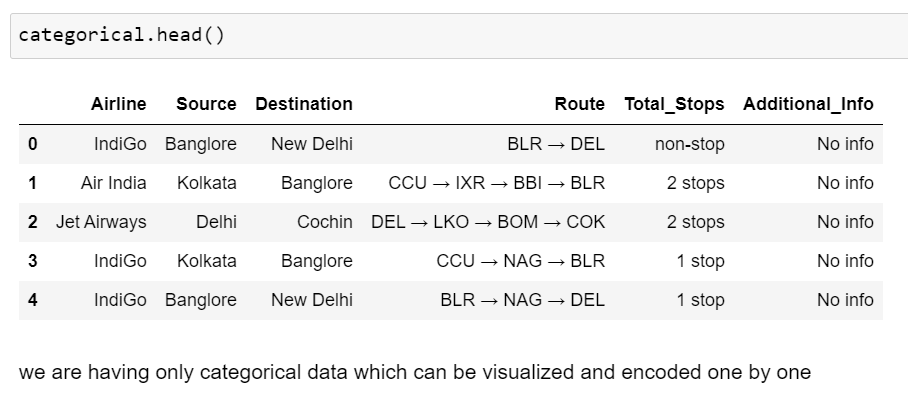 categorical.head()
Airline Source Destination Route Total_Stops Additional_Info
0 IndiGo Banglore New Delhi BLR → DEL non-stop No info
1 Air India Kolkata Banglore CCU → IXR → BBI → BLR 2 stops No info
2 Jet Airways Delhi Cochin DEL → LKO → BOM → COK 2 stops No info
3 IndiGo Kolkata Banglore CCU → NAG → BLR 1 stop No info
4 IndiGo Banglore New Delhi BLR → NAG → DEL 1 stop No info
we are having only categorical data which can be visualized and encoded one by one